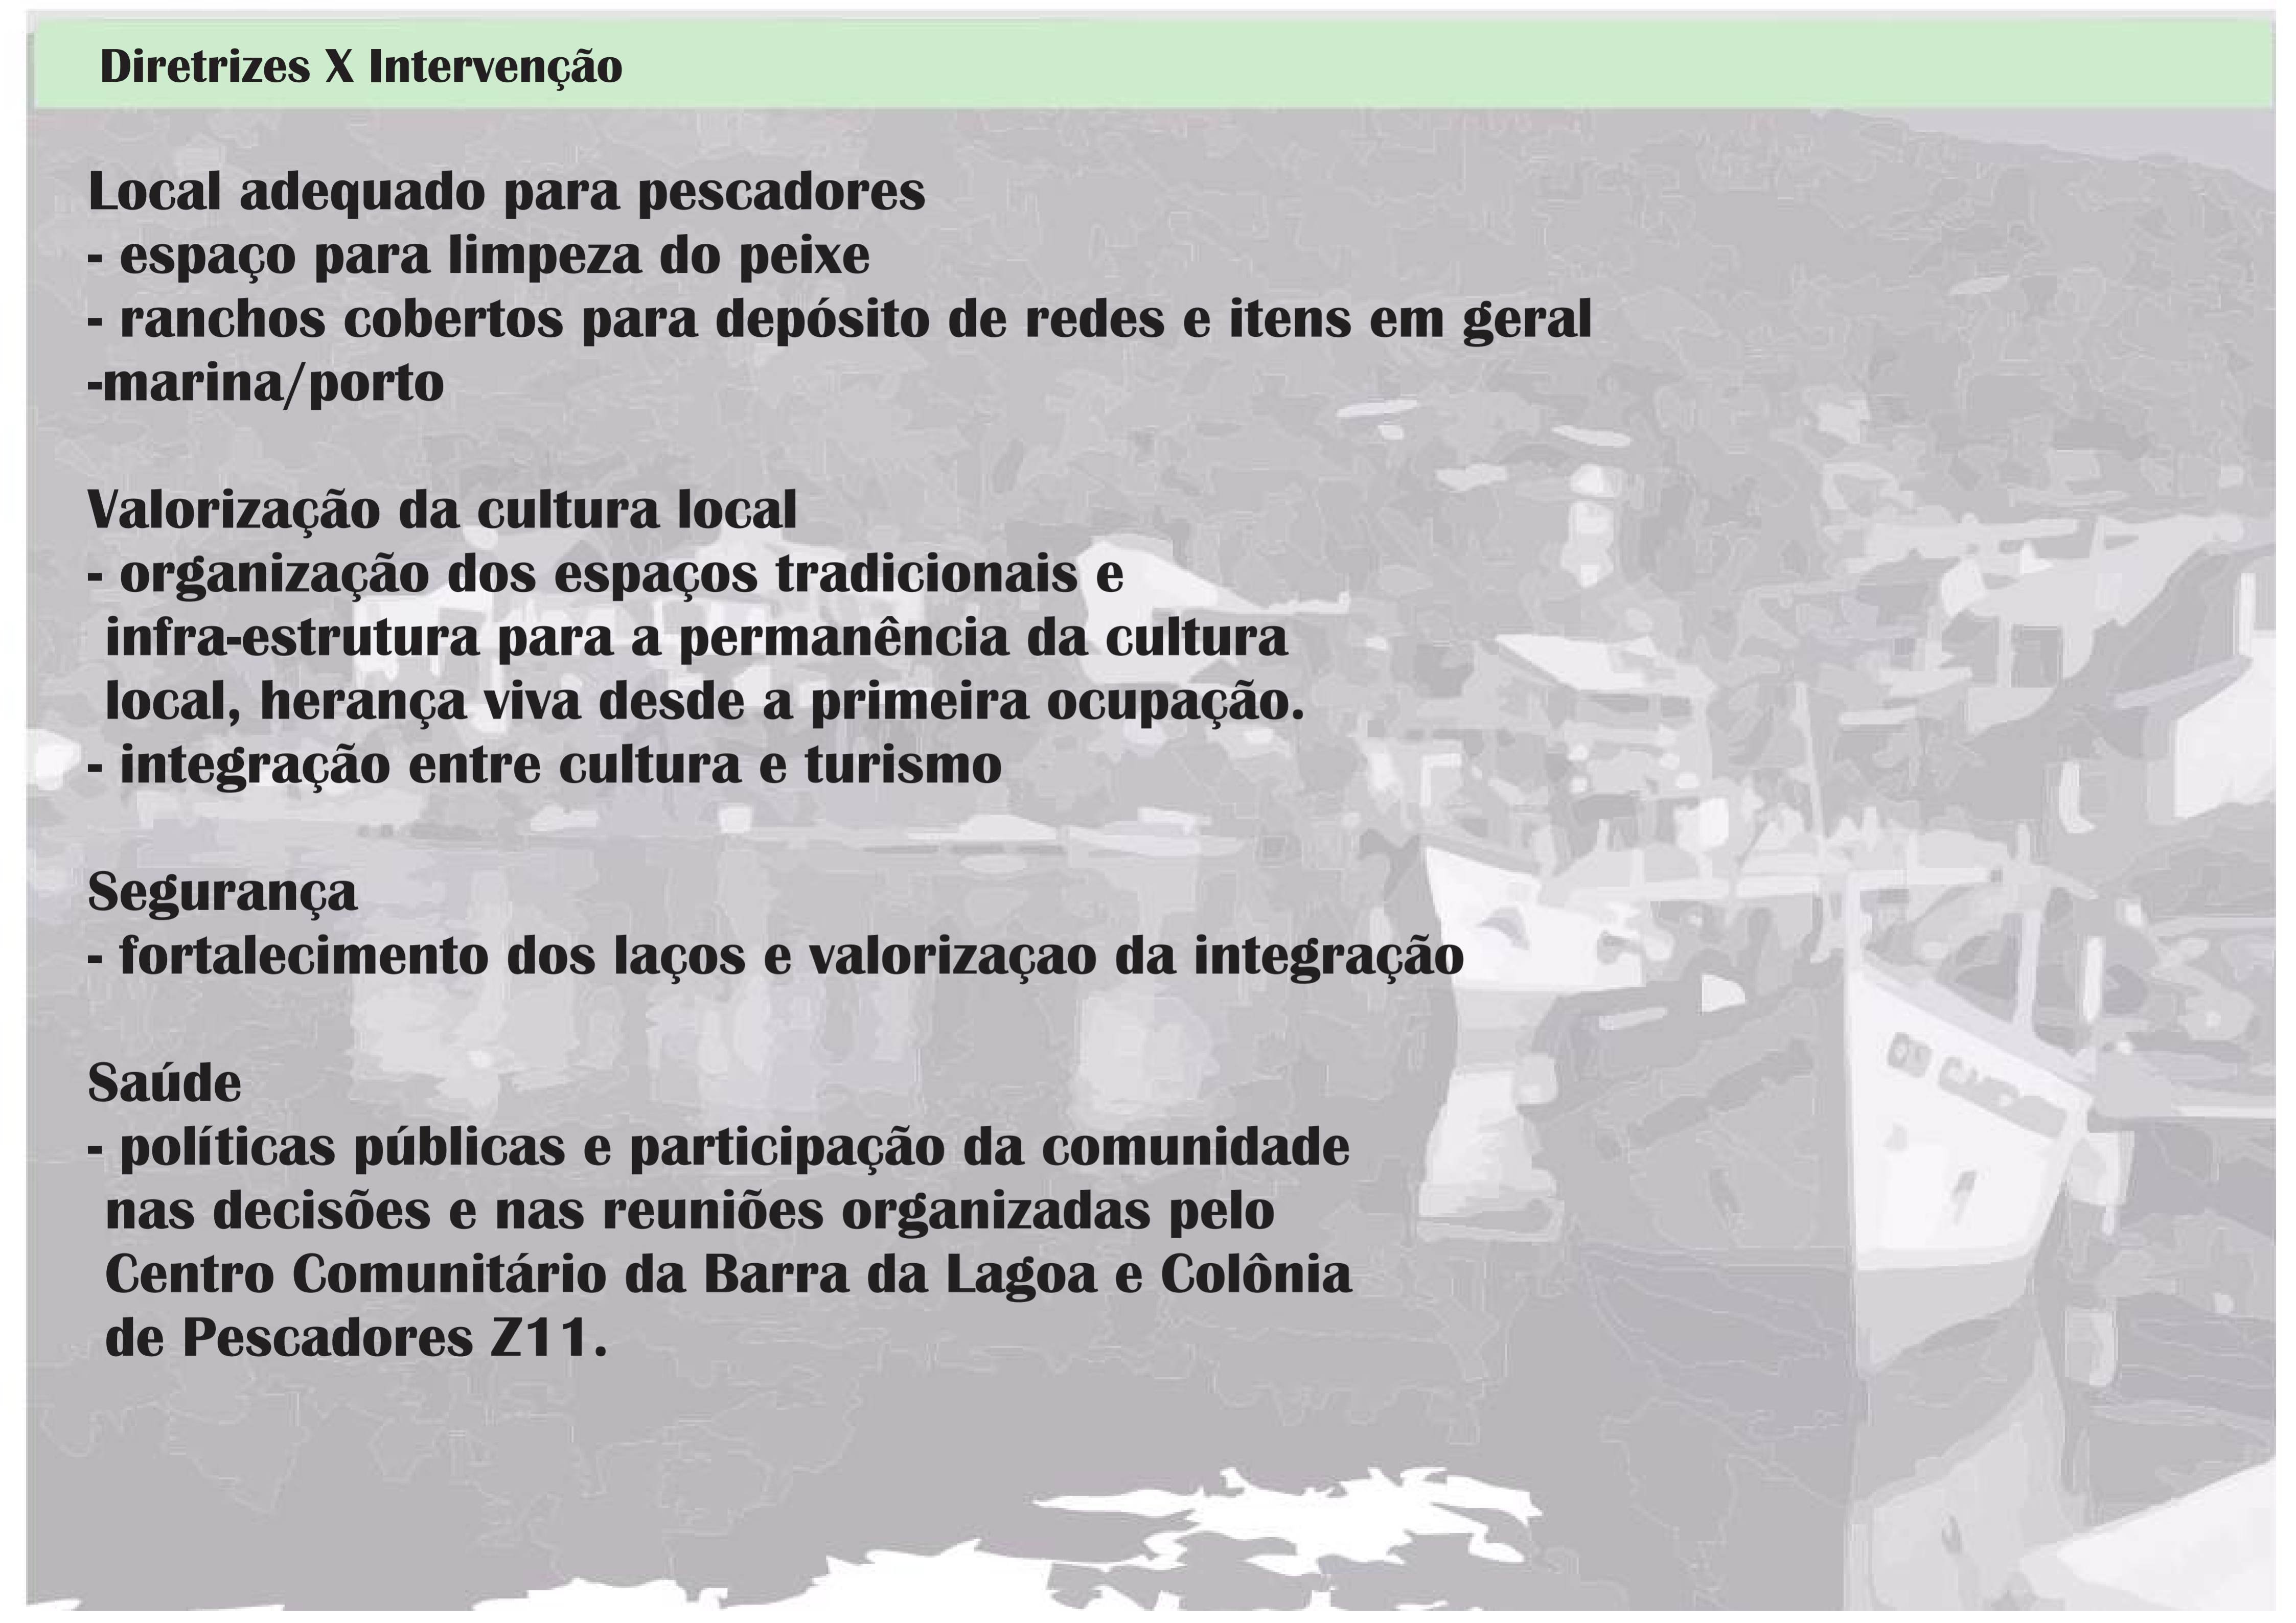 Diretrizes X Intervenção
Local adequado para pescadores
- espaço para limpeza do peixe
- ranchos cobertos para depósito de redes e itens em geral
-marina/porto
Valorização da cultura local
- organização dos espaços tradicionais e
infra-estrutura para a permanência da cultura
local, herança viva desde a primeira ocupação.
- integração entre cultura e turismo
Segurança
- fortalecimento dos laços e valorizaçao da integração
Saúde
- políticas públicas e participação da comunidade
nas decisões e nas reuniões organizadas pelo
Centro Comunitário da Barra da Lagoa e Colônia
de Pescadores Z11.